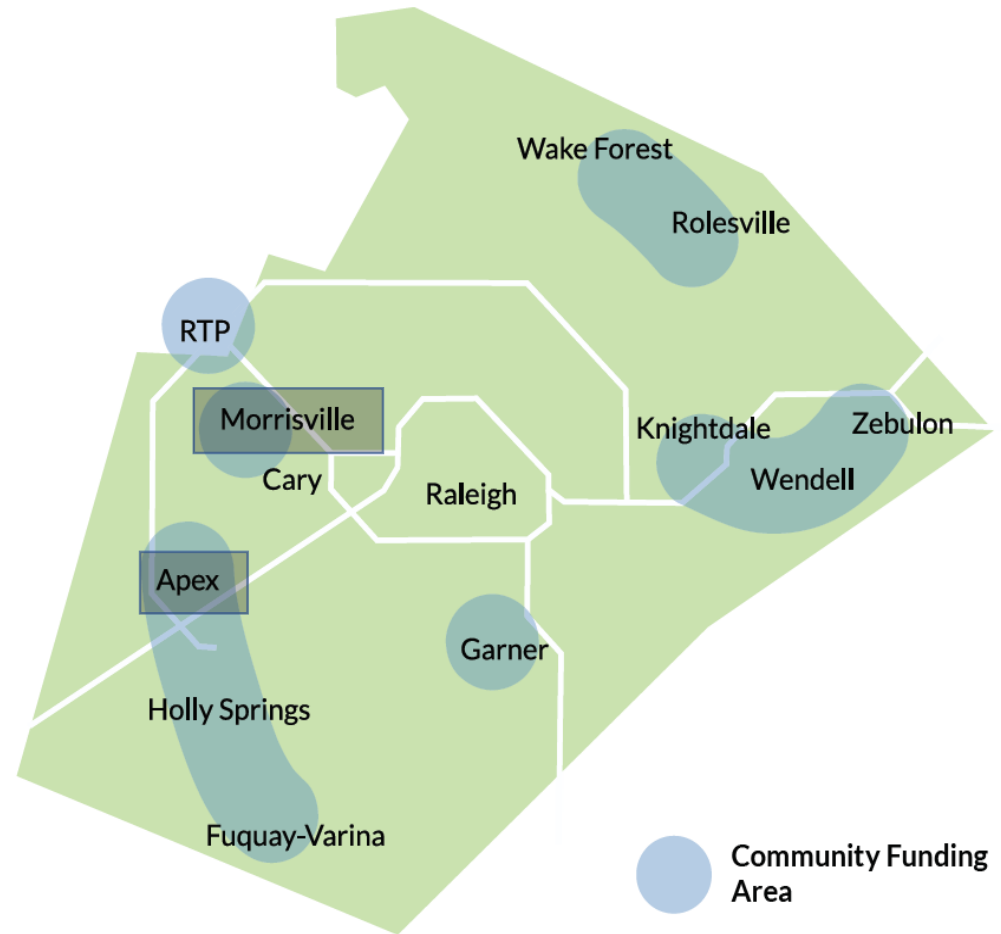 Wake Forest
Rolesville
RTP
Morrisville
Knightdale
Zebulon
Cary
Raleigh
Wendell
Apex
Garner
Holly Springs
Fuquay-Varina
Community Funding
Area